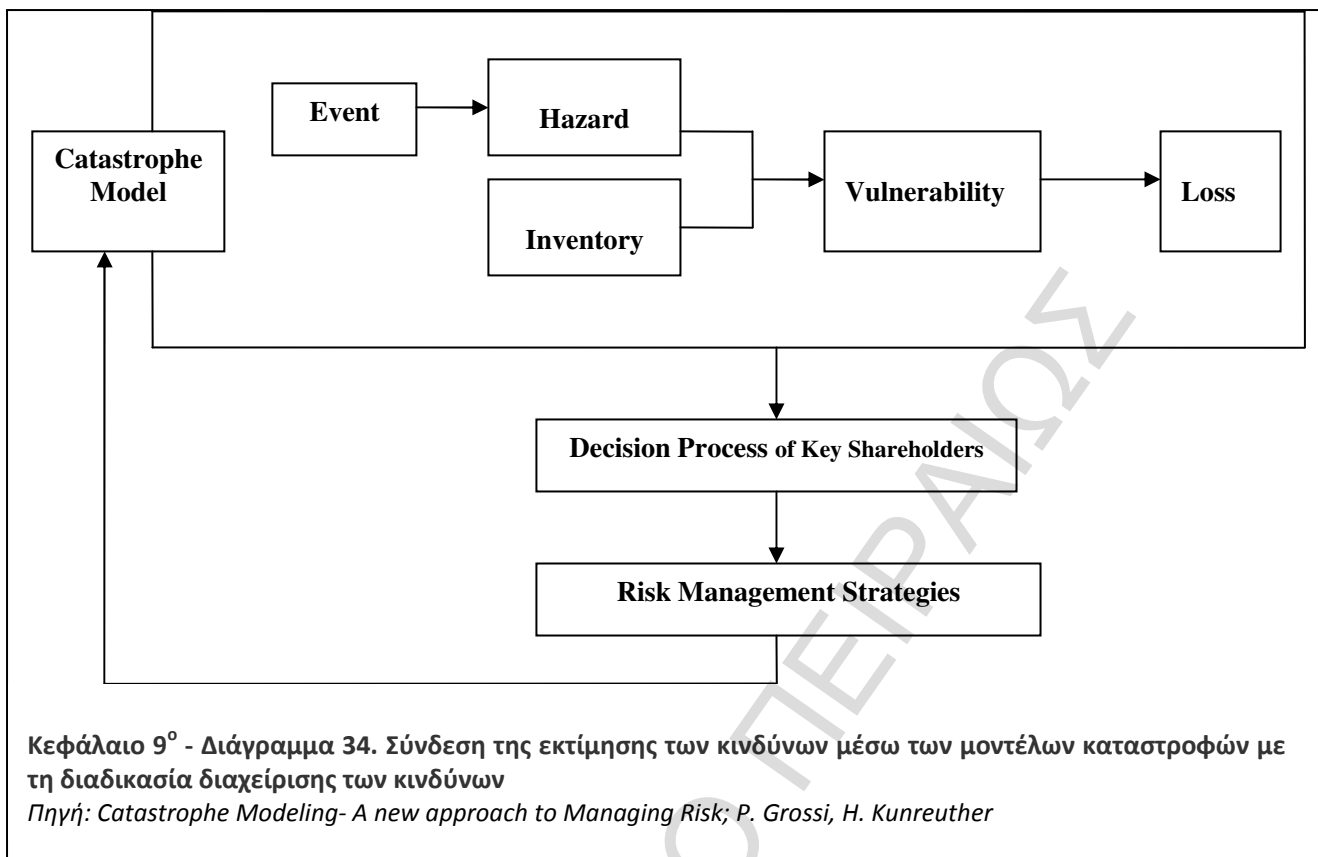 Event
Hazard
Catastrophe
Model
Inventory
Vulnerability
Loss
Decision Process of Key Shareholders
Risk Management Strategies
Κεφάλαιο 9ο - Διάγραμμα 34. Σύνδεση της εκτίμησης των κινδύνων μέσω των μοντέλων καταστροφών με
τη διαδικασία διαχείρισης των κινδύνων
Πηγή: Catastrophe Modeling- A new approach to Managing Risk; P. Grossi, H. Kunreuther
Ο ΠΕΙΡΑΙΩΣ